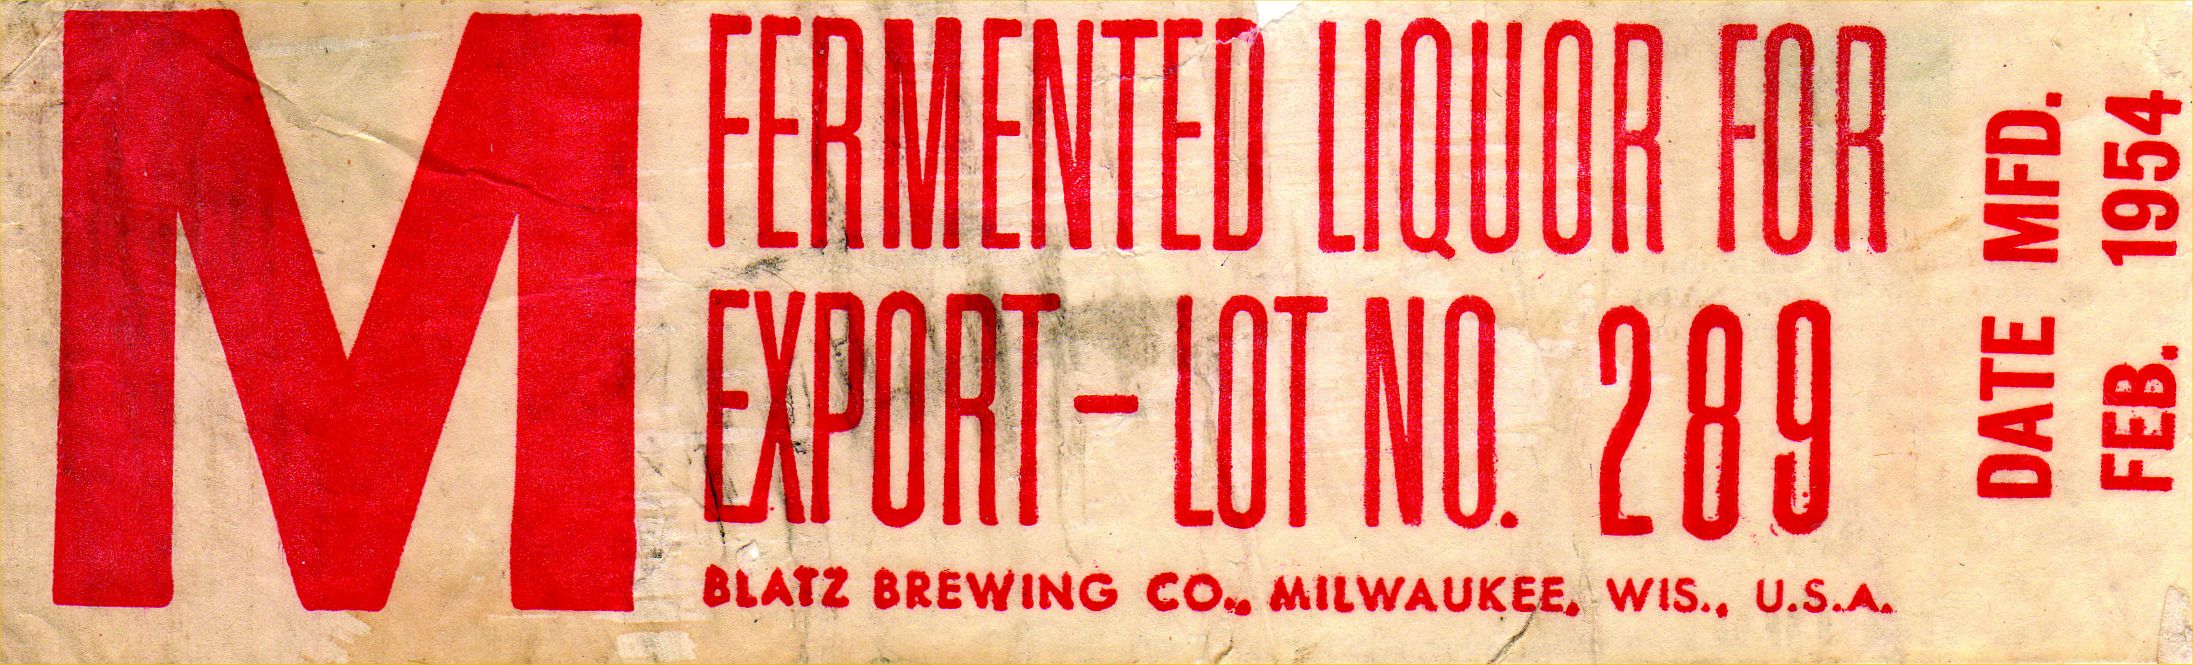 M
FERMENTED LIQUOR FOR
EXPORT - LOT NO. 289
BLATZ BREWING CO., MILWAUKEE, WIS., U.S.A.
DATE MFD.
FEB. 1954